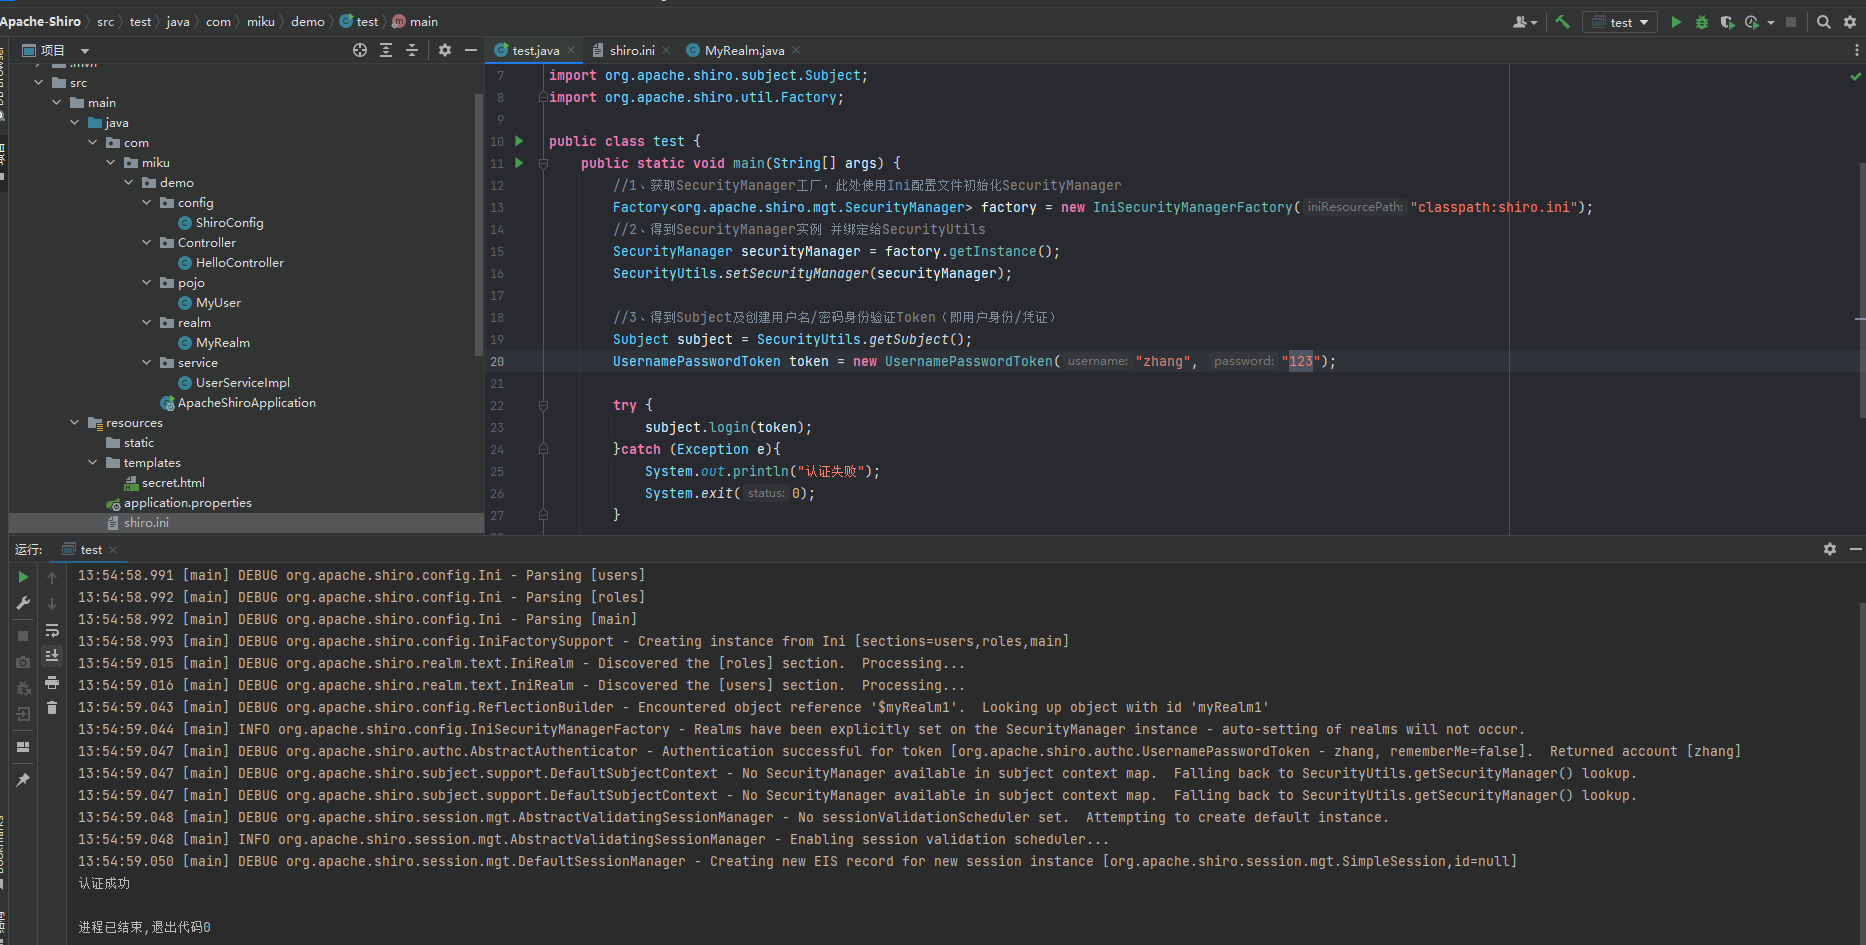 Apache-Shiro 〉 src 〉 test 〉 java 〉 com 〉 miku 〉 demo 〉 test 〉 main
test
项目
test.java
shiro.ini
MyRealm.java
src
main
java
com
miku
demo
config
ShiroConfig
Controller
HelloController
pojo
MyUser
realm
MyRealm
service
UserServiceImpl
ApacheShiroApplication
resources
static
templates
secret.html
application.properties
shiro.ini
7 import org.apache.shiro.subject.Subject;
8 import org.apache.shiro.util.Factory;
9
10 public class test {
11 public static void main(String[] args) {
12 //1、获取SecurityManager工厂，此处使用Ini配置文件初始化SecurityManager
13 Factory<org.apache.shiro.mgt.SecurityManager> factory = new IniSecurityManagerFactory( iniResourcePath: "classpath:shiro.ini");
14 //2、得到SecurityManager实例 并绑定给SecurityUtils
15 SecurityManager securityManager = factory.getInstance();
16 SecurityUtils.setSecurityManager(securityManager);
17
18 //3、得到Subject及创建用户名/密码身份验证Token（即用户身份/凭证）
19 Subject subject = SecurityUtils.getSubject();
20 UsernamePasswordToken token = new UsernamePasswordToken( username: "zhang", password: "123");
21
22 try {
23 subject.login(token);
24 }catch (Exception e){
25 System.out.println("认证失败");
26 System.exit( status: 0);
27 }
运行: test
13:54:58.991 [main] DEBUG org.apache.shiro.config.Ini - Parsing [users]
13:54:58.992 [main] DEBUG org.apache.shiro.config.Ini - Parsing [roles]
13:54:58.992 [main] DEBUG org.apache.shiro.config.Ini - Parsing [main]
13:54:58.993 [main] DEBUG org.apache.shiro.config.IniFactorySupport - Creating instance from Ini [sections=users,roles,main]
13:54:59.015 [main] DEBUG org.apache.shiro.realm.text.IniRealm - Discovered the [roles] section.  Processing...
13:54:59.016 [main] DEBUG org.apache.shiro.realm.text.IniRealm - Discovered the [users] section.  Processing...
13:54:59.043 [main] DEBUG org.apache.shiro.config.ReflectionBuilder - Encountered object reference '$myRealm1'.  Looking up object with id 'myRealm1'
13:54:59.044 [main] INFO org.apache.shiro.config.IniSecurityManagerFactory - Realms have been explicitly set on the SecurityManager instance - auto-setting of realms will not occur.
13:54:59.047 [main] DEBUG org.apache.shiro.authc.AbstractAuthenticator - Authentication successful for token [org.apache.shiro.authc.UsernamePasswordToken - zhang, rememberMe=false].  Returned account [zhang]
13:54:59.047 [main] DEBUG org.apache.shiro.subject.support.DefaultSubjectContext - No SecurityManager available in subject context map.  Falling back to SecurityUtils.getSecurityManager() lookup.
13:54:59.047 [main] DEBUG org.apache.shiro.subject.support.DefaultSubjectContext - No SecurityManager available in subject context map.  Falling back to SecurityUtils.getSecurityManager() lookup.
13:54:59.048 [main] DEBUG org.apache.shiro.session.mgt.AbstractValidatingSessionManager - No sessionValidationScheduler set.  Attempting to create default instance.
13:54:59.048 [main] INFO org.apache.shiro.session.mgt.AbstractValidatingSessionManager - Enabling session validation scheduler...
13:54:59.050 [main] DEBUG org.apache.shiro.session.mgt.DefaultSessionManager - Creating new EIS record for new session instance [org.apache.shiro.session.mgt.SimpleSession,id=null]
认证成功
进程已结束,退出代码0